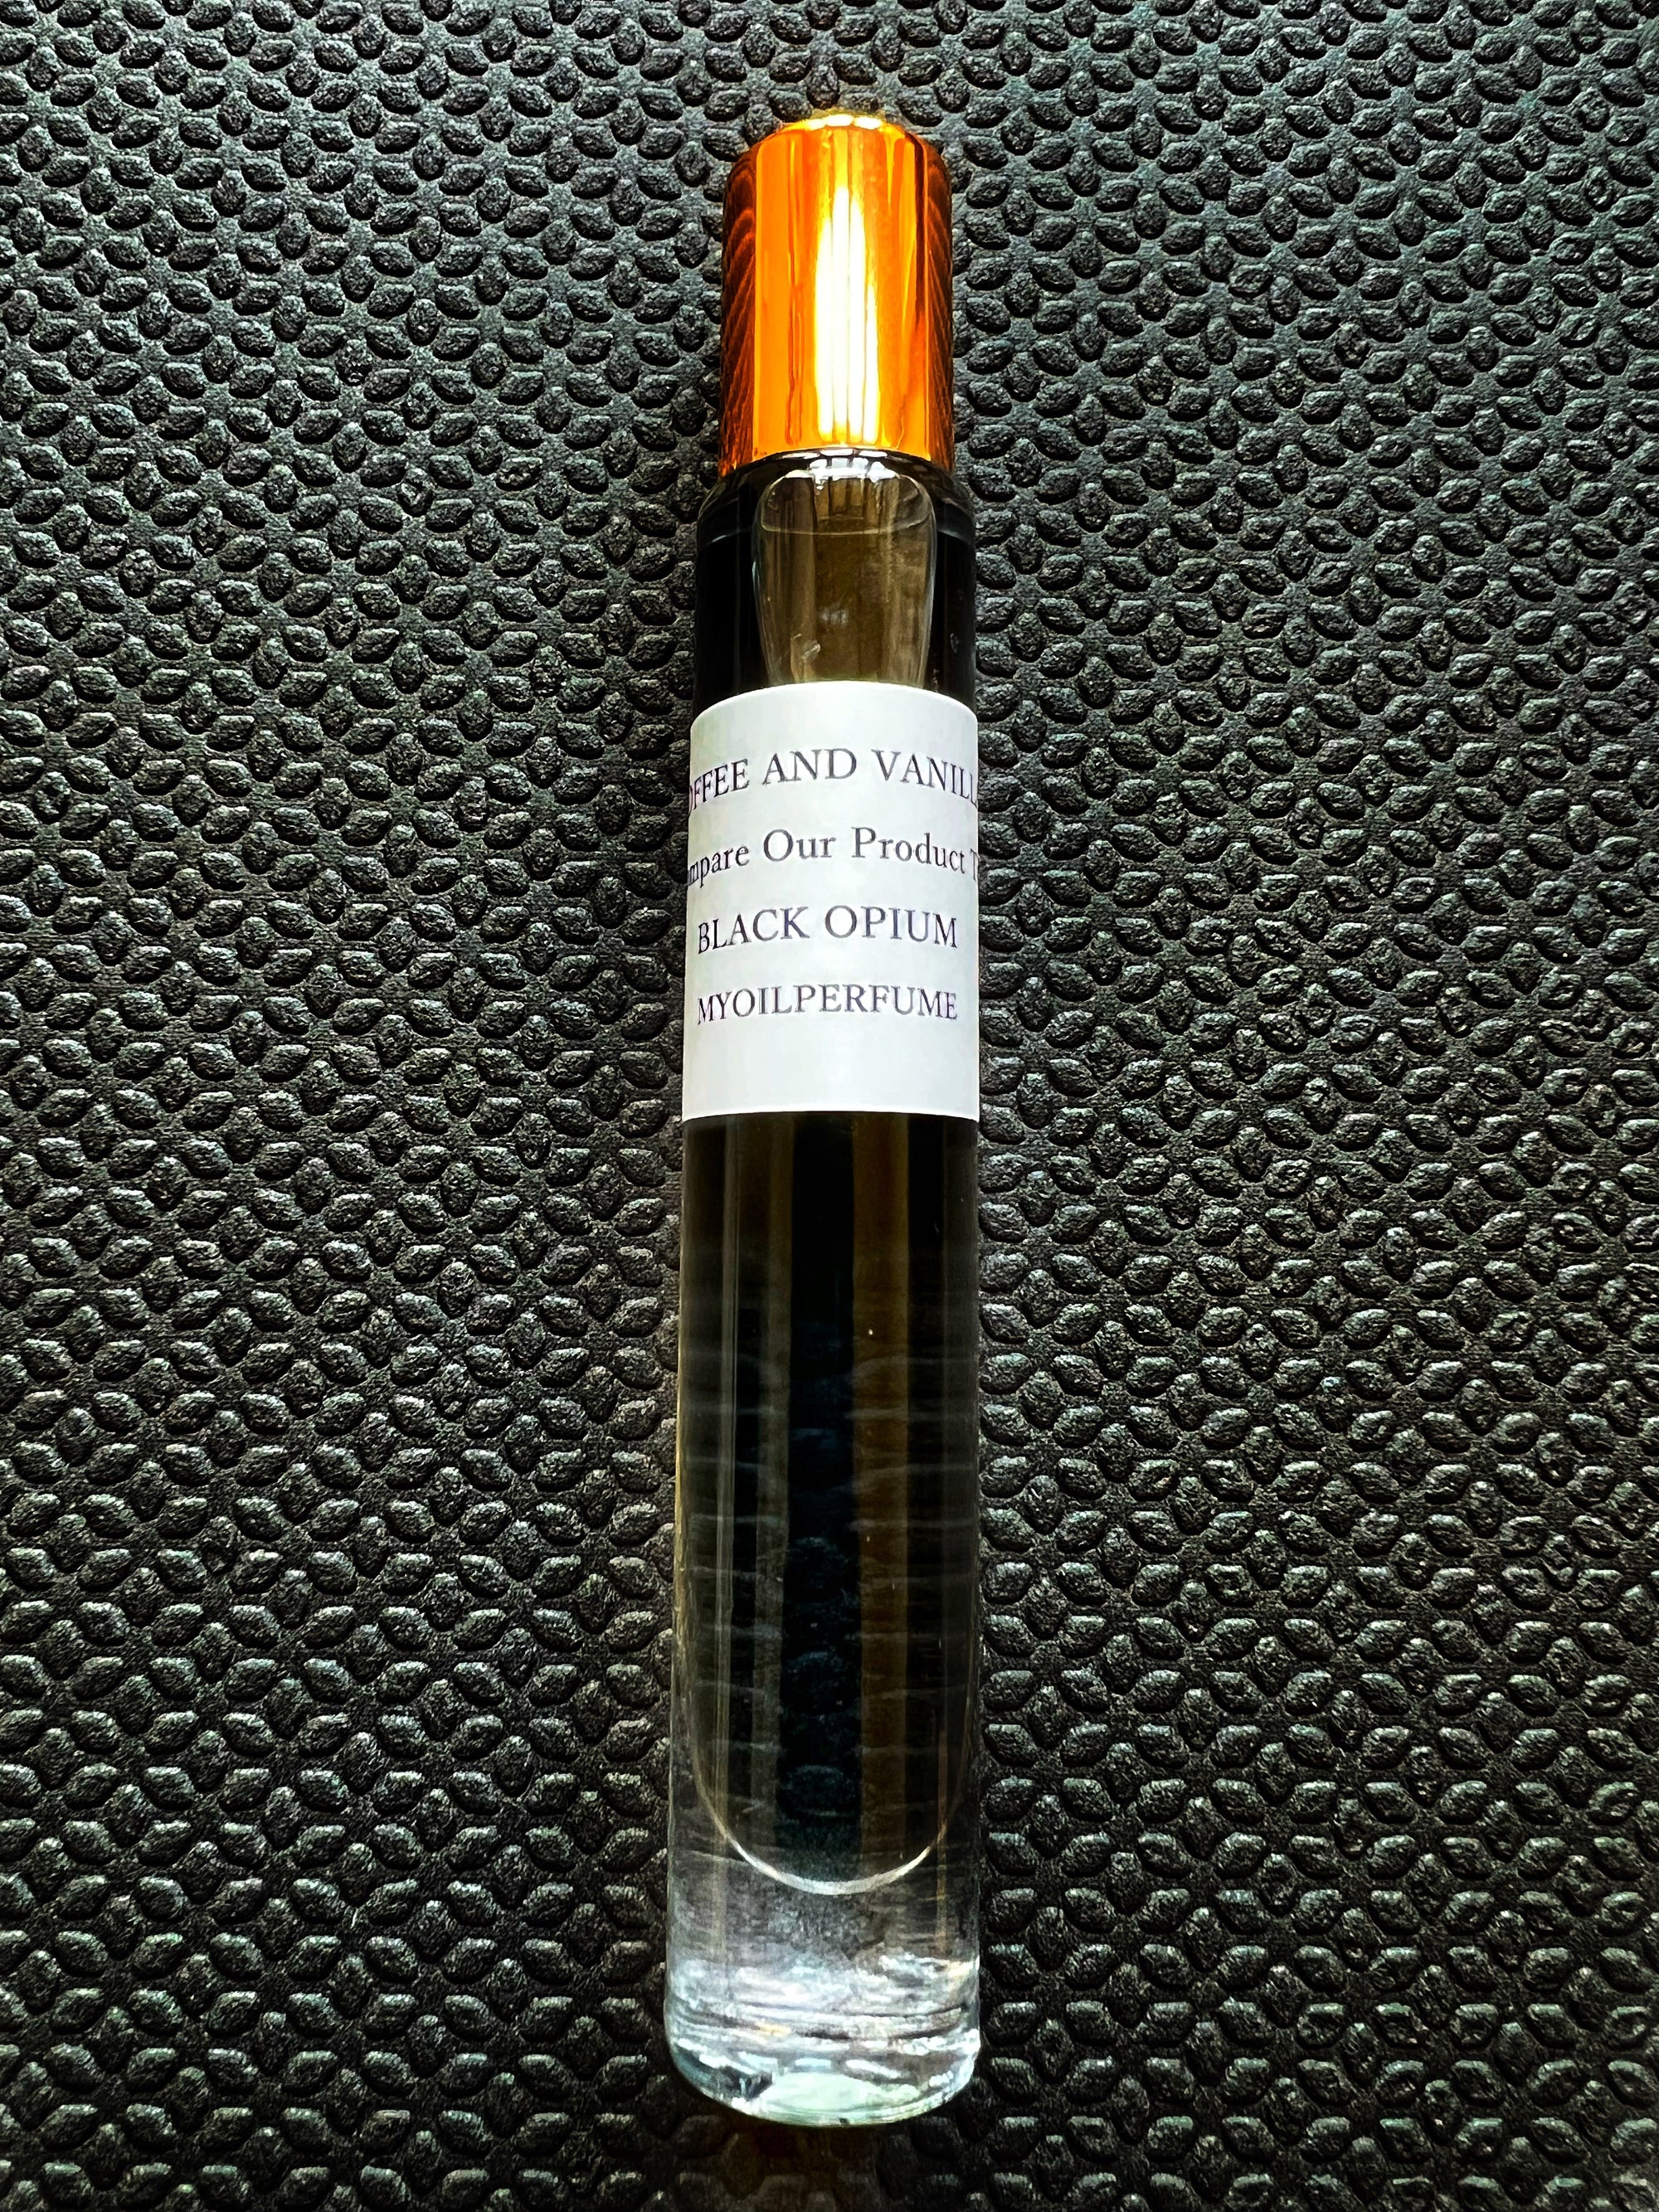 OFFEE AND VANILL
mpare Our Product T
BLACK OPIUM
MYOILPERFUME